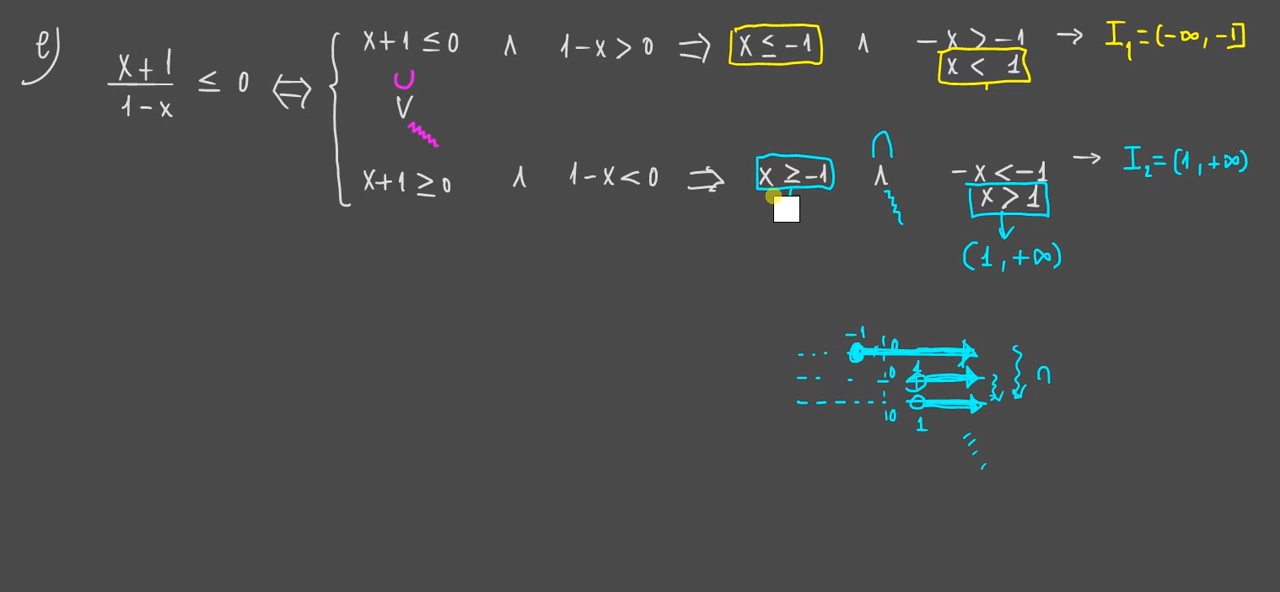 e) (x+1)/(1-x) ≤ 0 ⇔ {
x+1 ≤ 0 ∧ 1-x > 0 ⇒ x ≤ -1 ∧ -x > -1 → I₁ = (-∞, -1]
x < 1
∪
∨
∩
x+1 ≥ 0 ∧ 1-x < 0 ⇒ x ≥ -1 ∧ -x < -1 → I₂ = (1, +∞)
x > 1
(1, +∞)
-1
0
0 1
∩
0
1